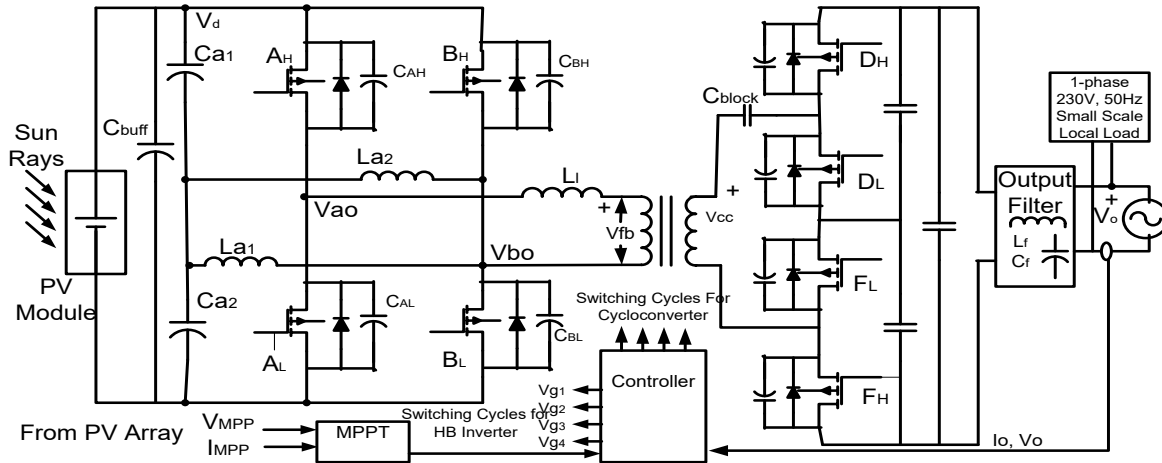 Sun
Rays
PV
Module
From PV Array
VMPP
IMPP
MPPT
Vd
Ca1
Cbuff
Ca2
La2
La1
AH
CAH
BH
CBH
Vao
Vbo
AL
CAL
BL
CBL
Ll
+
Vfb
Cblock
+
Vcc
Switching Cycles For
Cycloconverter
Controller
Vg1
Vg2
Vg3
Vg4
Switching Cycles for
HB Inverter
DH
DL
FL
FH
1-phase
230V, 50Hz
Small Scale
Local Load
Output
Filter
Lf
Cf
+
Vo
Io, Vo